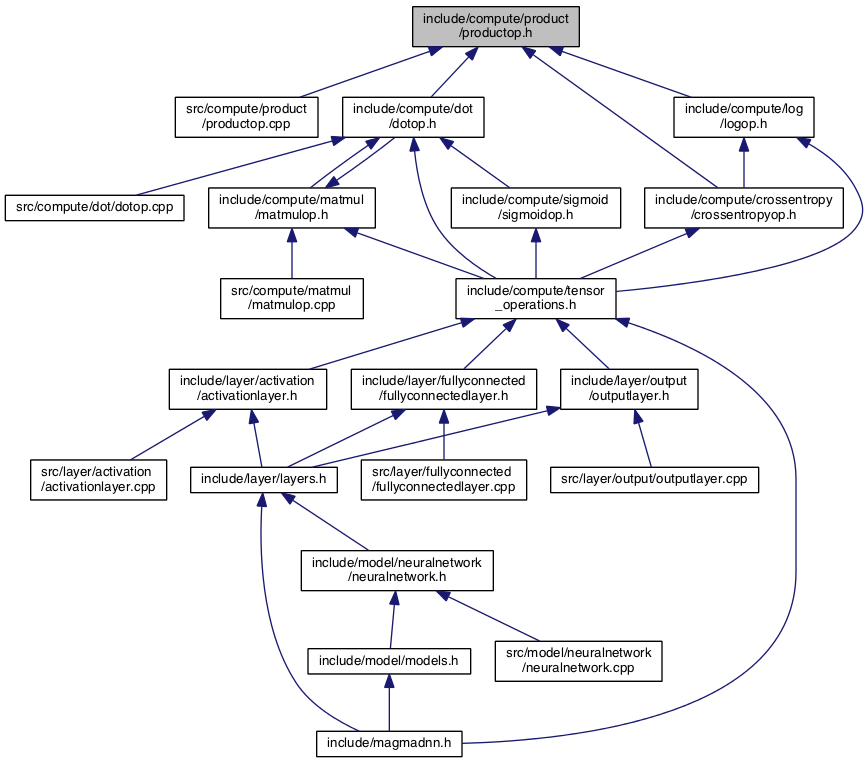 include/compute/product
/productop.h
src/compute/product
/productop.cpp
include/compute/dot
/dotop.h
include/compute/log
/logop.h
src/compute/dot/dotop.cpp
include/compute/matmul
/matmulop.h
include/compute/sigmoid
/sigmoidop.h
include/compute/crossentropy
/crossentropyop.h
src/compute/matmul
/matmulop.cpp
include/compute/tensor
_operations.h
include/layer/activation
/activationlayer.h
include/layer/fullyconnected
/fullyconnectedlayer.h
include/layer/output
/outputlayer.h
src/layer/activation
/activationlayer.cpp
include/layer/layers.h
src/layer/fullyconnected
/fullyconnectedlayer.cpp
src/layer/output/outputlayer.cpp
include/model/neuralnetwork
/neuralnetwork.h
include/model/models.h
src/model/neuralnetwork
/neuralnetwork.cpp
include/magmadnn.h